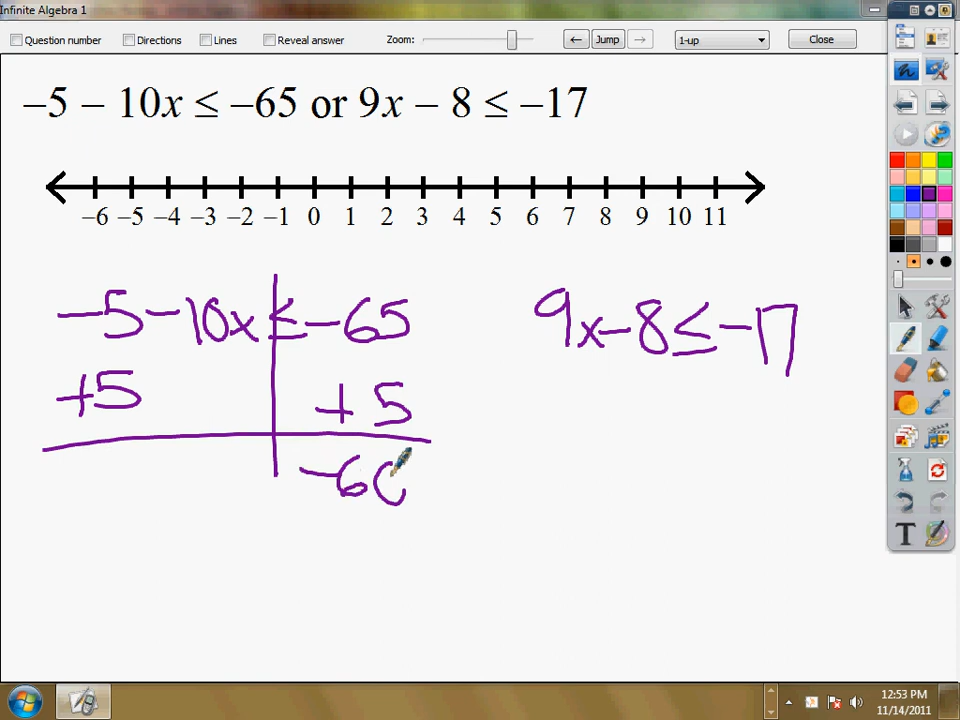 Infinite Algebra 1
Question number Directions Lines Reveal answer Zoom: ← Jump → 1-up Close
–5 – 10x ≤ –65 or 9x – 8 ≤ –17
–6 –5 –4 –3 –2 –1 0 1 2 3 4 5 6 7 8 9 10 11
–5–10x ≤ –65 9x–8 ≤ –17
+5 + 5
–60
T
12:53 PM
11/14/2011